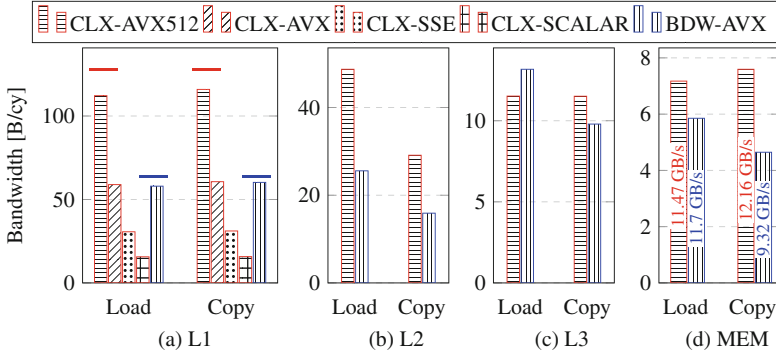 CLX-AVX512 CLX-AVX CLX-SSE CLX-SCALAR BDW-AVX
Bandwidth [B/cy]
100
50
0
Load Copy
(a) L1
40
20
0
Load Copy
(b) L2
10
5
0
Load Copy
(c) L3
8
6
4
2
0
11.47 GB/s
11.7 GB/s
12.16 GB/s
9.32 GB/s
Load Copy
(d) MEM